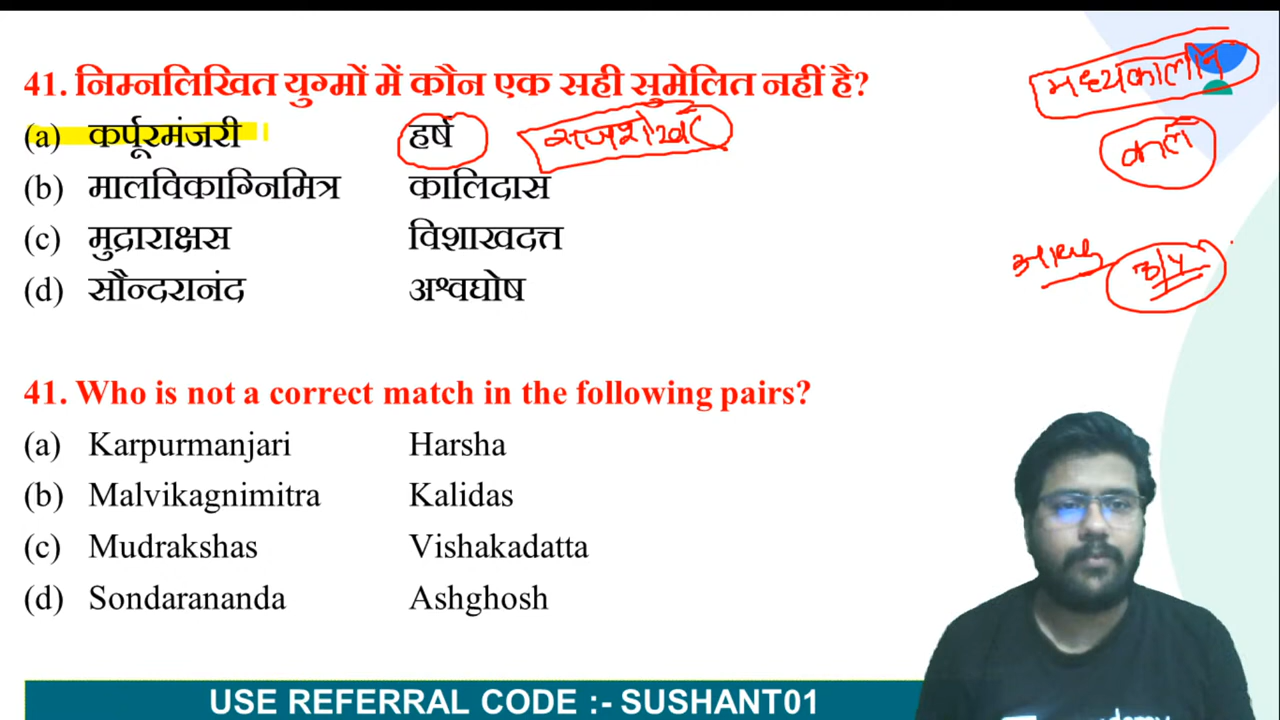 41. निम्नलिखित युग्मों में कौन एक सही सुमेलित नहीं है?
(a) कर्पूरमंजरी हर्ष राजशेखर
(b) मालविकाग्निमित्र कालिदास
(c) मुद्राराक्षस विशाखदत्त
(d) सौन्दरानंद अश्वघोष
मध्यकालीन
काल
41. Who is not a correct match in the following pairs?
(a) Karpurmanjari Harsha
(b) Malvikagnimitra Kalidas
(c) Mudrakshas Vishakadatta
(d) Sondarananda Ashghosh
USE REFERRAL CODE :- SUSHANT01